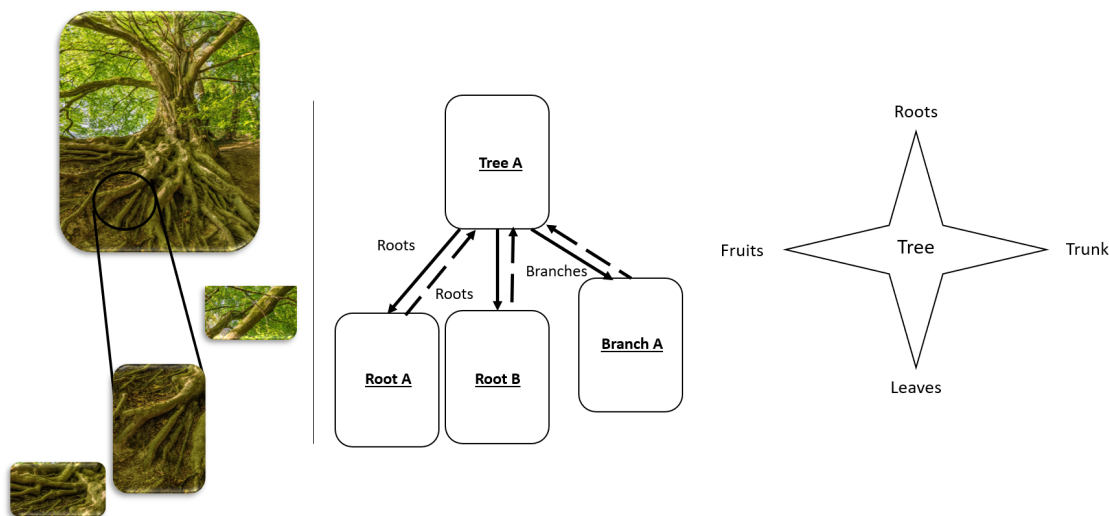 Tree A
Roots
Roots
Branches
Root A
Root B
Branch A
Roots
Fruits
Tree
Trunk
Leaves